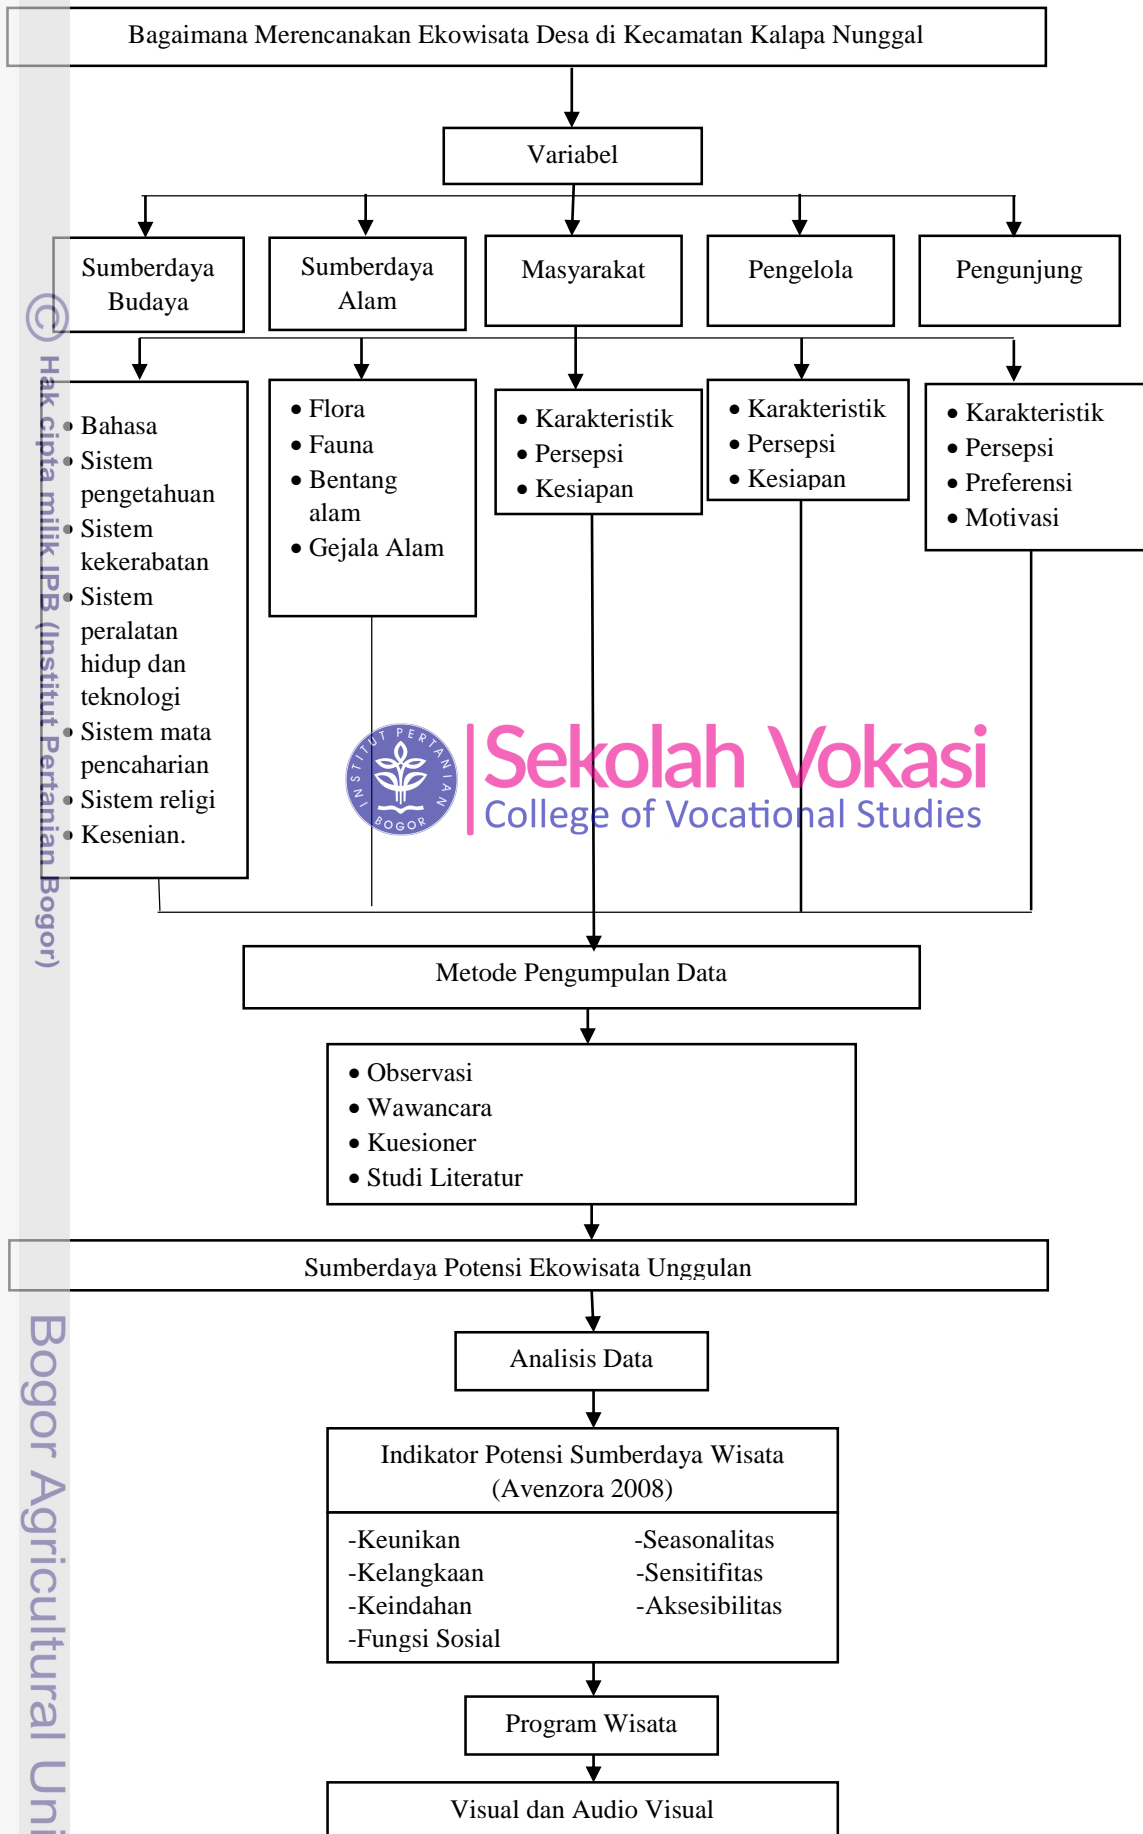 Bagaimana Merencanakan Ekowisata Desa di Kecamatan Kalapa Nunggal
Variabel
Sumberdaya
Budaya
Sumberdaya
Alam
Masyarakat
Pengelola
Pengunjung
• Bahasa
• Sistem
pengetahuan
• Sistem
kekerabatan
• Sistem
peralatan
hidup dan
teknologi
• Sistem mata
pencaharian
• Sistem religi
• Kesenian.
• Flora
• Fauna
• Bentang
alam
• Gejala Alam
• Karakteristik
• Persepsi
• Kesiapan
• Karakteristik
• Persepsi
• Kesiapan
• Karakteristik
• Persepsi
• Preferensi
• Motivasi
INSTITUT PERTANIAN
BOGOR
Sekolah Vokasi
College of Vocational Studies
Metode Pengumpulan Data
• Observasi
• Wawancara
• Kuesioner
• Studi Literatur
Sumberdaya Potensi Ekowisata Unggulan
Analisis Data
Indikator Potensi Sumberdaya Wisata
(Avenzora 2008)
-Keunikan
-Kelangkaan
-Keindahan
-Fungsi Sosial
-Seasonalitas
-Sensitifitas
-Aksesibilitas
Program Wisata
Visual dan Audio Visual
© Hak cipta milik IPB (Institut Pertanian Bogor)
Bogor Agricultural Uni